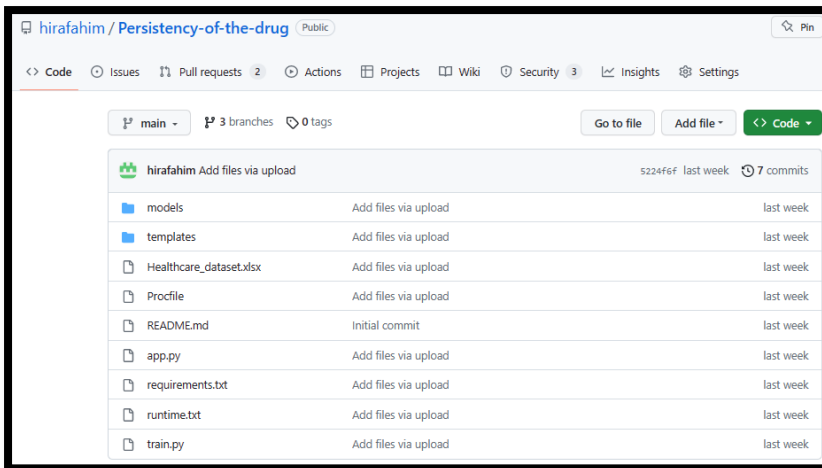 hirafahim / Persistency-of-the-drug Public Pin
Code Issues Pull requests 2 Actions Projects Wiki Security 3 Insights Settings
main 3 branches 0 tags Go to file Add file Code
hirafahim Add files via upload 5224f6f last week 7 commits
models Add files via upload last week
templates Add files via upload last week
Healthcare_dataset.xlsx Add files via upload last week
Procfile Add files via upload last week
README.md Initial commit last week
app.py Add files via upload last week
requirements.txt Add files via upload last week
runtime.txt Add files via upload last week
train.py Add files via upload last week